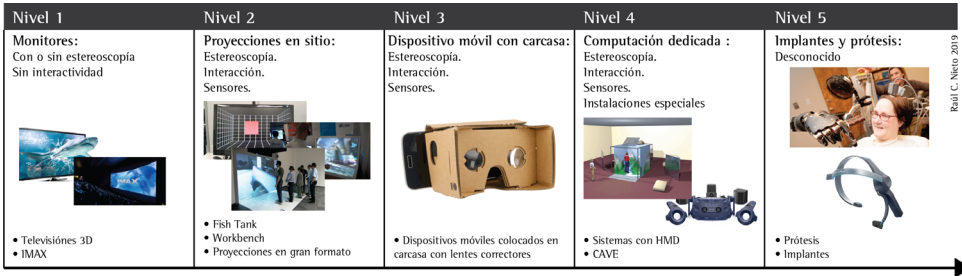 Nivel 1
Monitores:
Con o sin estereoscopía
Sin interactividad
IMAX
• Televisiónes 3D
• IMAX
Nivel 2
Proyecciones en sitio:
Estereoscopía.
Interacción.
Sensores.
• Fish Tank
• Workbench
• Proyecciones en gran formato
Nivel 3
Dispositivo móvil con carcasa:
Estereoscopía.
Interacción.
Sensores.
• Dispositivos móviles colocados en
carcasa con lentes correctores
Nivel 4
Computación dedicada :
Estereoscopía.
Interacción.
Sensores.
Instalaciones especiales
• Sistemas con HMD
• CAVE
Nivel 5
Implantes y prótesis:
Desconocido
• Prótesis
• Implantes
Raúl C. Nieto 2019